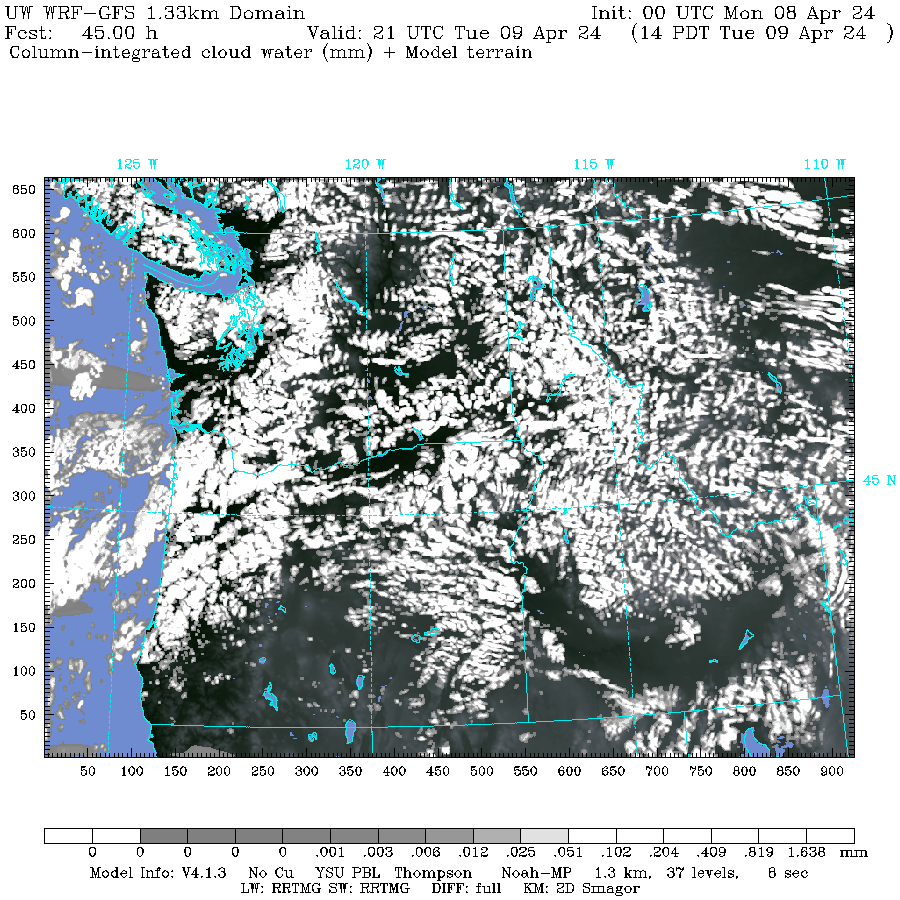 UW WRF-GFS 1.33km Domain Init: 00 UTC Mon 08 Apr 24
Fcst: 45.00 h Valid: 21 UTC Tue 09 Apr 24 (14 PDT Tue 09 Apr 24 )
Column-integrated cloud water (mm) + Model terrain
125 W 120 W 115 W 110 W
650
600
550
500
450
400
350
45 N
300
250
200
150
100
50
50 100 150 200 250 300 350 400 450 500 550 600 650 700 750 800 850 900
0 0 0 0 0 .001 .003 .006 .012 .025 .051 .102 .204 .409 .819 1.638 mm
Model Info: V4.1.3 No Cu YSU PBL Thompson Noah-MP 1.3 km, 37 levels, 8 sec
LW: RRTMG SW: RRTMG DIFF: full KM: 2D Smagor